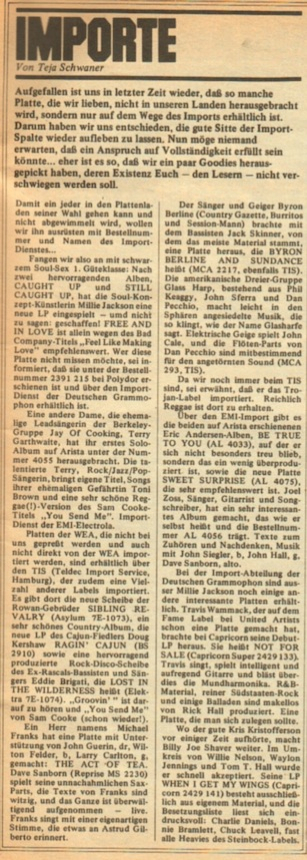 IMPORTE
Von Teja Schwaner
Aufgefallen ist uns in letzter Zeit wieder, daß so manche
Platte, die wir lieben, nicht in unseren Landen herausgebracht
wird, sondern nur auf dem Wege des Imports erhältlich ist.
Darum haben wir uns entschieden, die gute Sitte der Import-
Spalte wieder aufleben zu lassen. Nun möge niemand
erwarten, daß ein Anspruch auf Vollständigkeit erfüllt sein
könnte... eher ist es so, daß wir ein paar Goodies heraus-
gepickt haben, deren Existenz Euch — den Lesern — nicht ver-
schwiegen werden soll.
Damit ein jeder in den Plattenla-
den seiner Wahl gehen kann und
nicht abgewimmelt wird, wollen
wir ihn ausrüsten mit Bestellnum-
mer und Namen des Import-
Dienstes...
Fangen wir also an mit schwar-
zem Soul-Sex 1. Güteklasse: Nach
zwei hervorragenden Alben,
CAUGHT UP und STILL
CAUGHT UP, hat die Soul-Kon-
zept-Künstlerin Millie Jackson eine
neue LP eingespielt — und nicht
zu sagen: geschaffen! FREE AND
IN LOVE ist allein wegen des Bad
Company-Titels „Feel Like Making
Love" empfehlenswert. Wer diese
Platte nicht missen möchte, sei in-
formiert, daß sie unter der Bestell-
nummer 2391 215 bei Polydor er-
schienen ist und über den Import-
Dienst der Deutschen Grammo-
phon erhältlich ist.
Eine andere Dame, die ehema-
lige Leadsängerin der Berkeley-
Gruppe Joy Of Cooking, Terry
Garthwaite, hat ihr erstes Solo-
Album auf Arista unter der Num-
mer 4055 herausgebracht. Die ta-
lentierte Terry, Rock/Jazz/Pop-
Sängerin, bringt eigene Titel, Songs
ihrer ehemaligen Gefährtin Toni
Brown und eine sehr schöne Reg-
gae(!)-Version des Sam Cooke-
Titels „You Send Me". Import-
Dienst der EMI-Electrola.
Platten der WEA, die nicht bei
uns gepreßt werden und auch
nicht direkt von der WEA impor-
tiert werden, sind erhältlich über
den TIS (Teldec Import Service,
Hamburg), der zudem eine Viel-
zahl anderer Labels importiert.
Es gibt dort die neue Scheibe der
Rowan-Gebrüder SIBLING RE-
VALRY (Asylum 7E-1073), ein
sehr schönes Country-Album, die
neue LP des Cajun-Fiedlers Doug
Kershaw RAGIN' CAJUN (BS
2910) sowie eine hervorragend
produzierte Rock-Disco-Scheibe
des Ex-Rascals-Bassisten und Sän-
gers Eddie Brigati, die LOST IN
THE WILDERNESS heißt (Elek-
tra 7E-1074). „Groovin'" ist dar-
auf zu hören und „You Send Me"
von Sam Cooke (schon wieder!).
Ein Herr namens Michael
Franks hat eine Platte mit Unter-
stützung von John Guerin, dr, Wil-
ton Felder, b, Larry Carlton, g,
gemacht: THE ACT OF TEA.
Dave Sanborn (Reprise MS 2230)
spielt seine unnachahmlichen Sax-
Parts, die Texte von Franks sind
witzig, und das Ganze ist überwäl-
tigend aufgenommen — live.
Franks singt mit einer eigenartigen
Stimme, die etwas an Astrud Gil-
berto erinnert.
Der Sänger und Geiger Byron
Berline (Country Gazette, Burritos
und Session-Mann) brachte mit
dem Bassisten Jack Skinner, von
dem das meiste Material stammt,
eine Platte heraus, die BYRON
BERLINE AND SUNDANCE
heißt (MCA 2217, ebenfalls TIS).
Die amerikanische Dreier-Gruppe
Glass Harp, bestehend aus Phil
Keaggy, John Sferra und Dan
Pecchio, macht leicht in den
Sphären angesiedelte Musik, die
so klingt, wie der Name Glasharfe
sagt. Elektrische Geige spielt John
Cale, und die Flöten-Parts von
Dan Pecchio sind mitbestimmend
für den angetörnten Sound (MCA
293, TIS).
Da wir noch immer beim TIS
sind, sei erwähnt, daß er das Tro-
jan-Label importiert. Reichlich
Reggae ist dort zu erhalten.
Über den EMI-Import gibt es
die beiden auf Arista erschienenen
Eric Andersen-Alben, BE TRUE
TO YOU (AL 4033), auf der er
sich nicht besonders treu blieb,
sondern das ein wenig überprodu-
ziert ist, sowie die neue Platte
SWEET SURPRISE (AL 4075),
die sehr empfehlenswert ist. Joel
Zoss, Sänger, Gitarrist und Song-
schreiber, hat ein sehr interessan-
tes Album gemacht, das wie er
selbst heißt und die Bestellnum-
mer AL 4056 trägt. Texte zum
Zuhören und Nachdenken, Musik
mit John Siegler, b, John Hall, g,
Dave Sanborn, alto.
Bei der Import-Abteilung der
Deutschen Grammophon sind aus-
ser Millie Jackson noch einige an-
dere interessante Platten erhält-
lich. Travis Wammack, der auf dem
Fame Label bei United Artists
schon eine Platte gemacht hat,
brachte bei Capricorn seine Debut-
LP heraus. Sie heißt NOT FOR
SALE (Capricorn Super 2429 133).
Travis singt, spielt intelligent und
aufregend Gitarre und bläst über-
dies die Mundharmonika. R&B-
Material, reiner Südstaaten-Rock
und einige Balladen sind makellos
von Rick Hall produziert. Eine
Platte, die man sich zulegen sollte.
Wo der gute Kris Kristofferson
vor einiger Zeit aufhörte, macht
Billy Joe Shaver weiter. Im Um-
kreis von Willie Nelson, Waylon
Jennings und Tom T. Hall wurde
er schnell akzeptiert. Seine LP
WHEN I GET MY WINGS (Capri-
corn 2429 141) besteht ausschließ-
lich aus eigenem Material, und die
Besetzungsliste liest sich ein-
drucksvoll: Charlie Daniels, Bon-
nie Bramlett, Chuck Leavell, fast
alle Heavies des Steinbock-Labels.